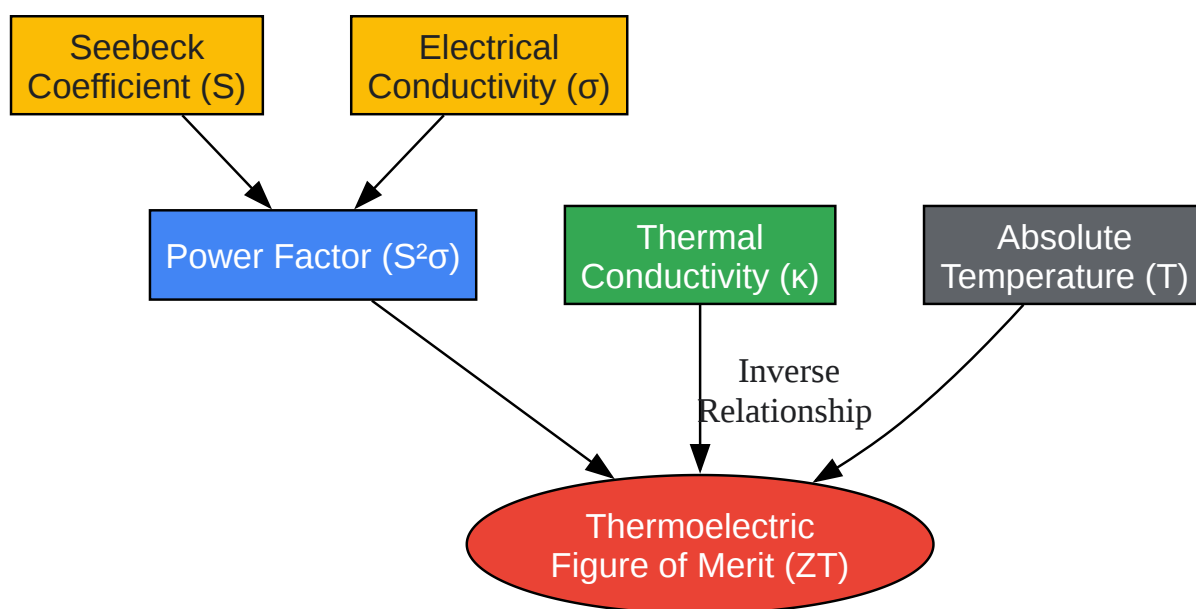 Seebeck
Coefficient (S)
Electrical
Conductivity (σ)
Power Factor (S²σ)
Thermal
Conductivity (κ)
Absolute
Temperature (T)
Inverse
Relationship
Thermoelectric
Figure of Merit (ZT)